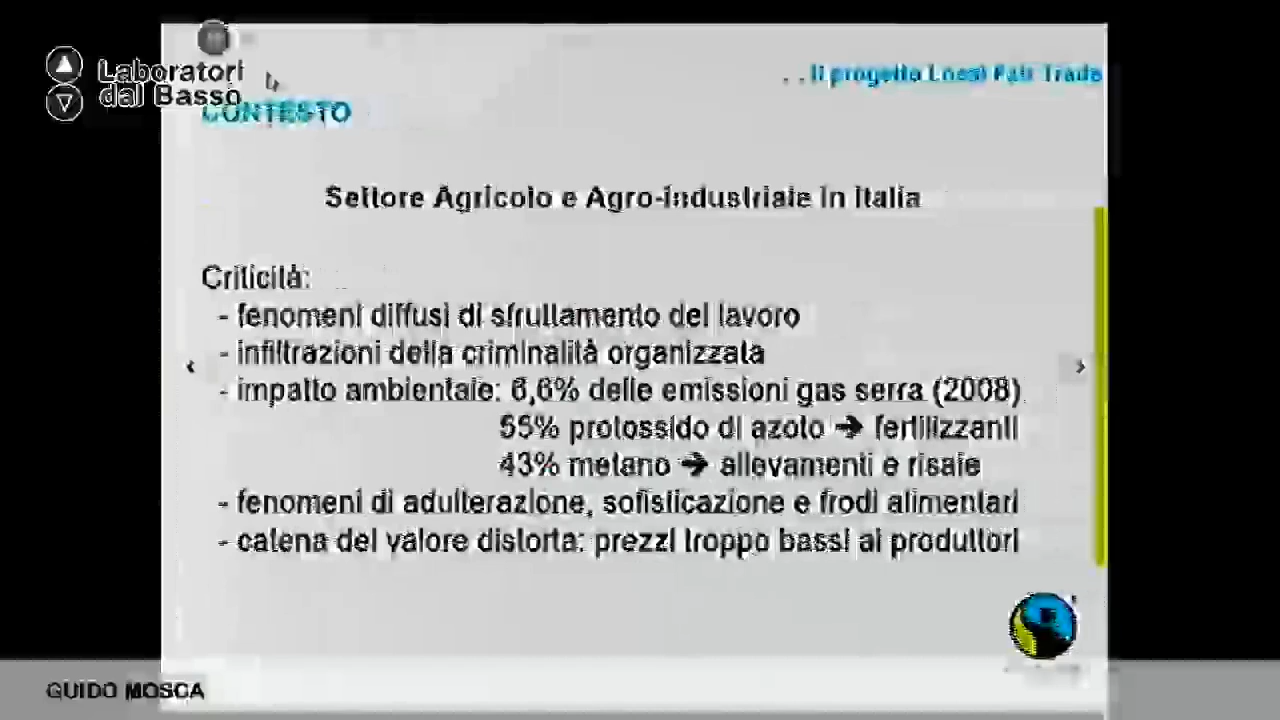 Laboratori
dal Basso
..Il progetto Local Fair Trade
CONTESTO
Settore Agricolo e Agro-industriale in Italia
Criticità:
- fenomeni diffusi di sfruttamento del lavoro
- infiltrazioni della criminalità organizzata
- impatto ambientale: 6,6% delle emissioni gas serra (2008)
55% protossido di azoto ➔ fertilizzanti
43% metano ➔ allevamenti e risaie
- fenomeni di adulterazione, sofisticazione e frodi alimentari
- catena del valore distorta: prezzi troppo bassi ai produttori
GUIDO MOSCA